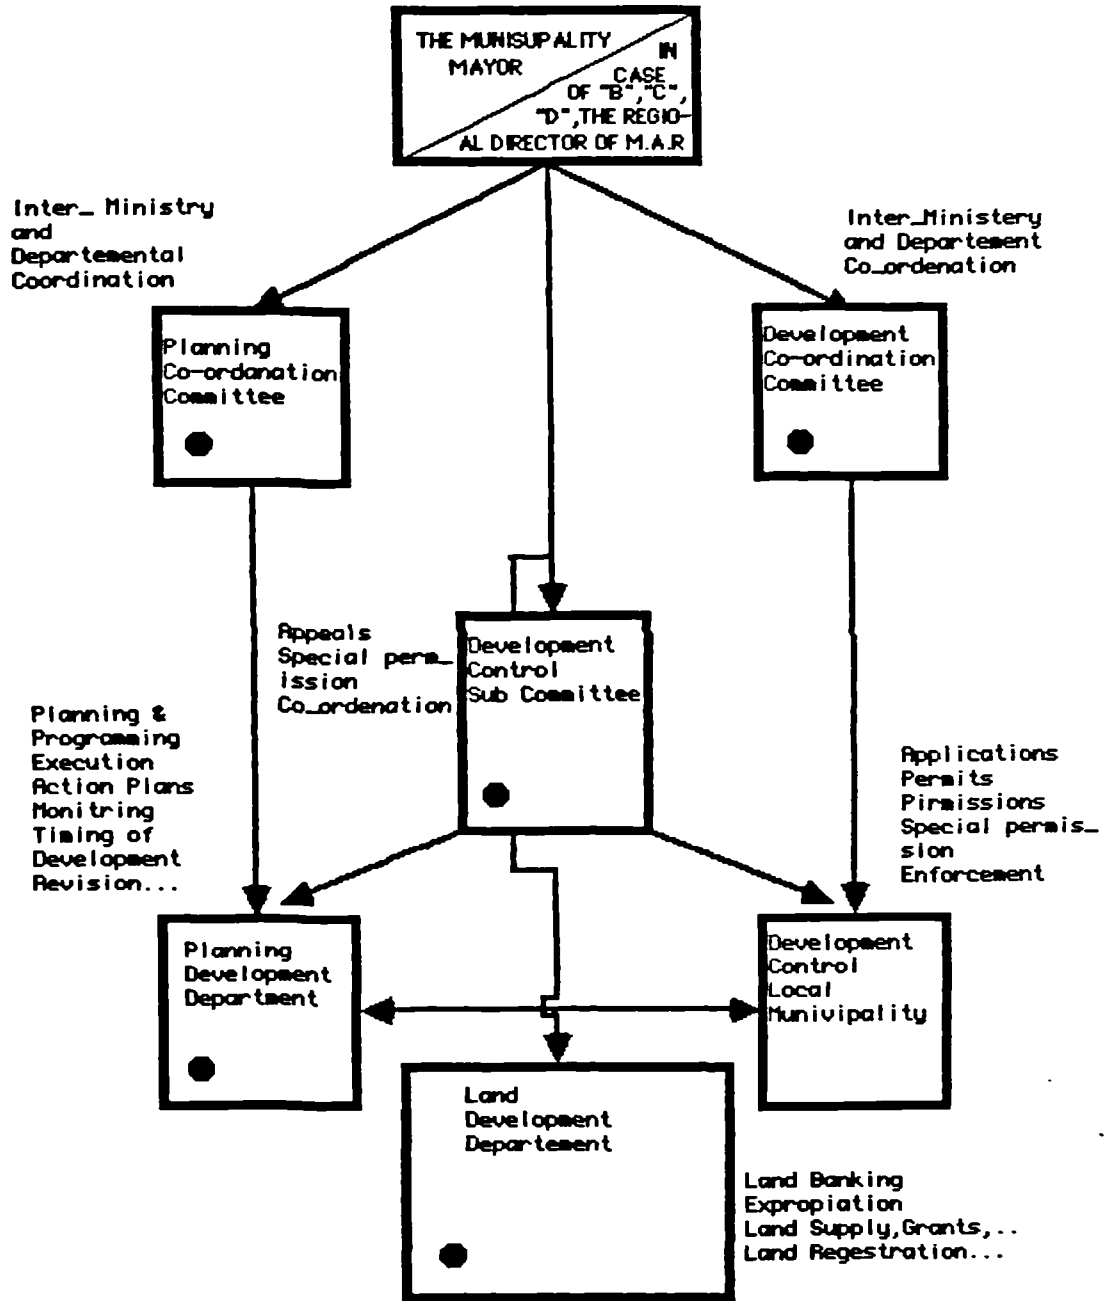 THE MUNISUPALITY
MAYOR
IN
CASE
OF "B","C",
"D",THE REGIO-
AL DIRECTOR OF M.A.R
Inter_ Ministry
and
Departemental
Coordination
Inter_Ministery
and Departement
Co_ordenation
Planning
Co-ordanation
Committee
Development
Co-ordination
Committee
Appeals
Special perm_
ission
Co_ordenation
Development
Control
Sub Committee
Planning &
Programming
Execution
Action Plans
Monitring
Timing of
Development
Revision...
Applications
Permits
Pirmissions
Special permis_
sion
Enforcement
Planning
Development
Department
Development
Control
Local
Munivipality
Land
Development
Departement
Land Banking
Expropiation
Land Supply,Grants,..
Land Regestration...